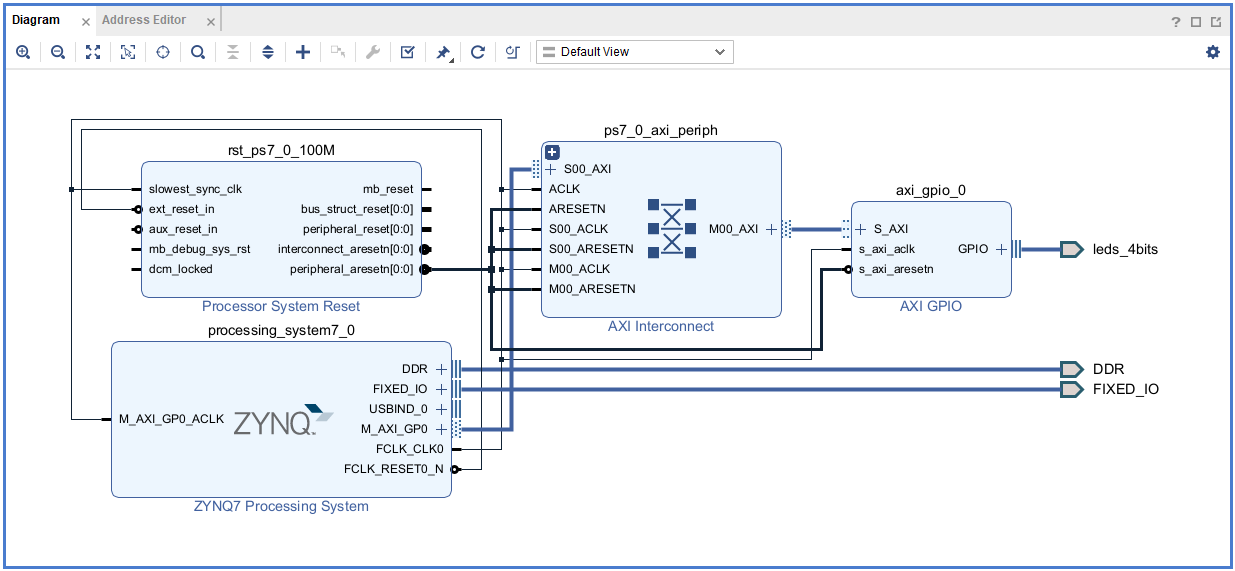 Diagram
Address Editor
Default View
rst_ps7_0_100M
slowest_sync_clk
ext_reset_in
aux_reset_in
mb_debug_sys_rst
dcm_locked
mb_reset
bus_struct_reset[0:0]
peripheral_reset[0:0]
interconnect_aresetn[0:0]
peripheral_aresetn[0:0]
Processor System Reset
ps7_0_axi_periph
S00_AXI
ACLK
ARESETN
S00_ACLK
S00_ARESETN
M00_ACLK
M00_ARESETN
M00_AXI
AXI Interconnect
axi_gpio_0
S_AXI
s_axi_aclk
s_axi_aresetn
GPIO
AXI GPIO
leds_4bits
processing_system7_0
M_AXI_GP0_ACLK
ZYNQ
DDR
FIXED_IO
USBIND_0
M_AXI_GP0
FCLK_CLK0
FCLK_RESET0_N
ZYNQ7 Processing System
DDR
FIXED_IO